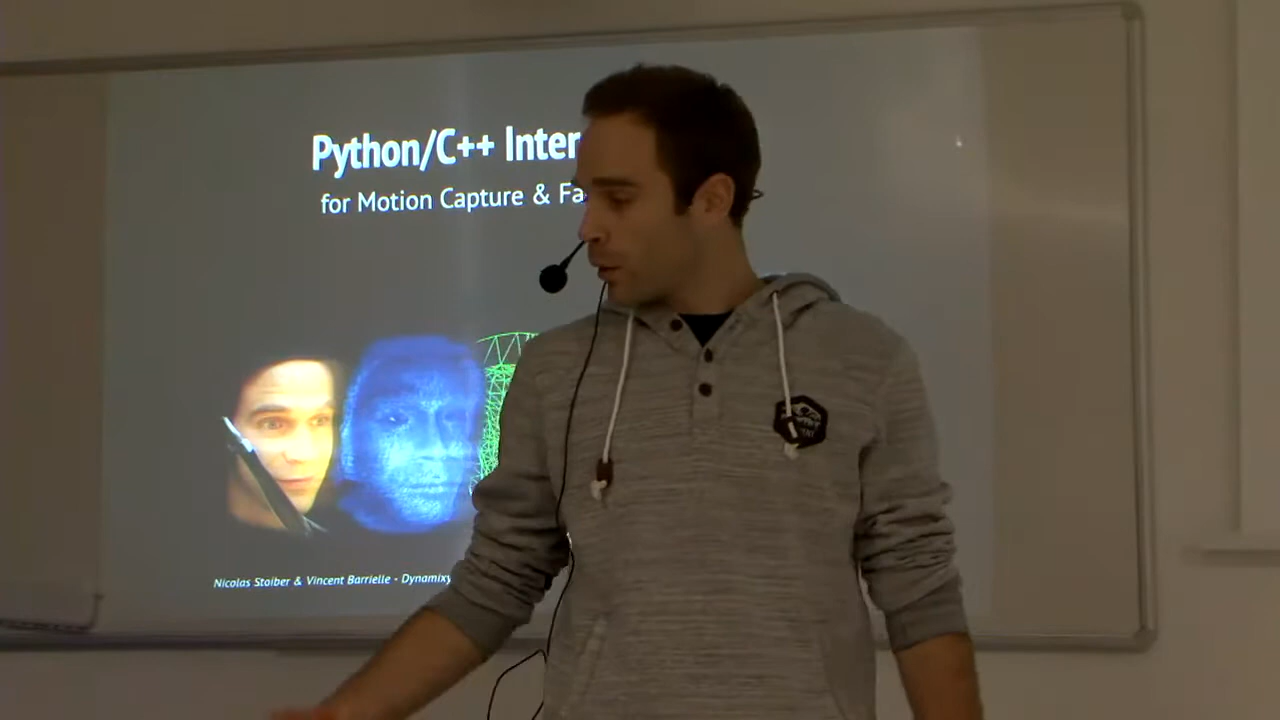 Python/C++ Inter
for Motion Capture & Fa
Nicolas Stoiber & Vincent Barrielle - Dynamixy